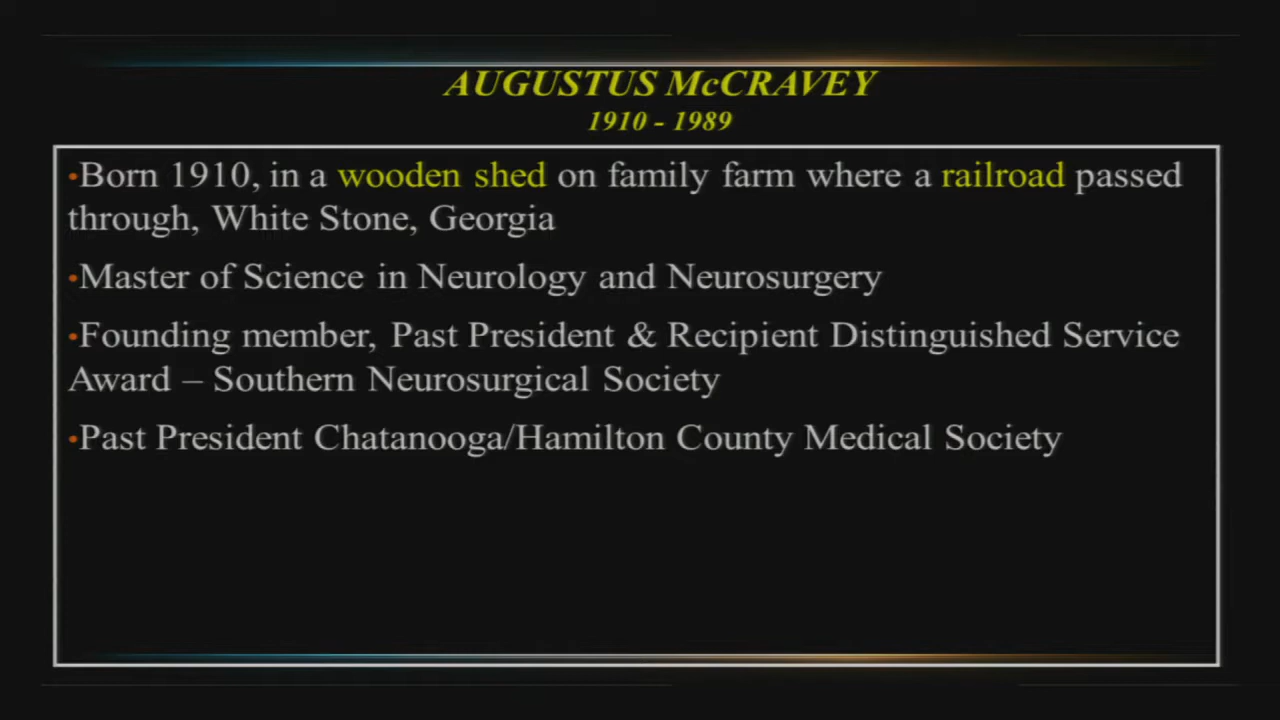 AUGUSTUS McCRAVEY
1910 - 1989
•Born 1910, in a wooden shed on family farm where a railroad passed
through, White Stone, Georgia
•Master of Science in Neurology and Neurosurgery
•Founding member, Past President & Recipient Distinguished Service
Award – Southern Neurosurgical Society
•Past President Chatanooga/Hamilton County Medical Society